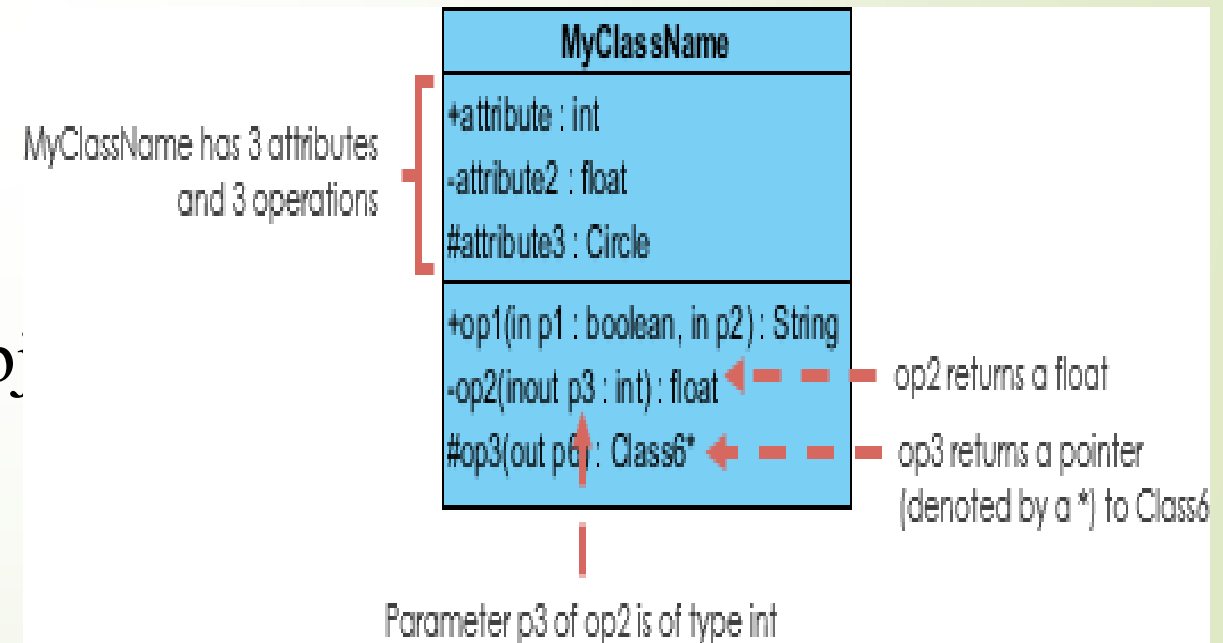 MyClassName
+attribute : int
-attribute2 : float
#attribute3 : Circle
+op1(in p1 : boolean, in p2) : String
-op2(inout p3 : int) : float
#op3(out p6) : Class6*
MyClassName has 3 attributes
and 3 operations
op2 returns a float
op3 returns a pointer
(denoted by a *) to Class6
Parameter p3 of op2 is of type int